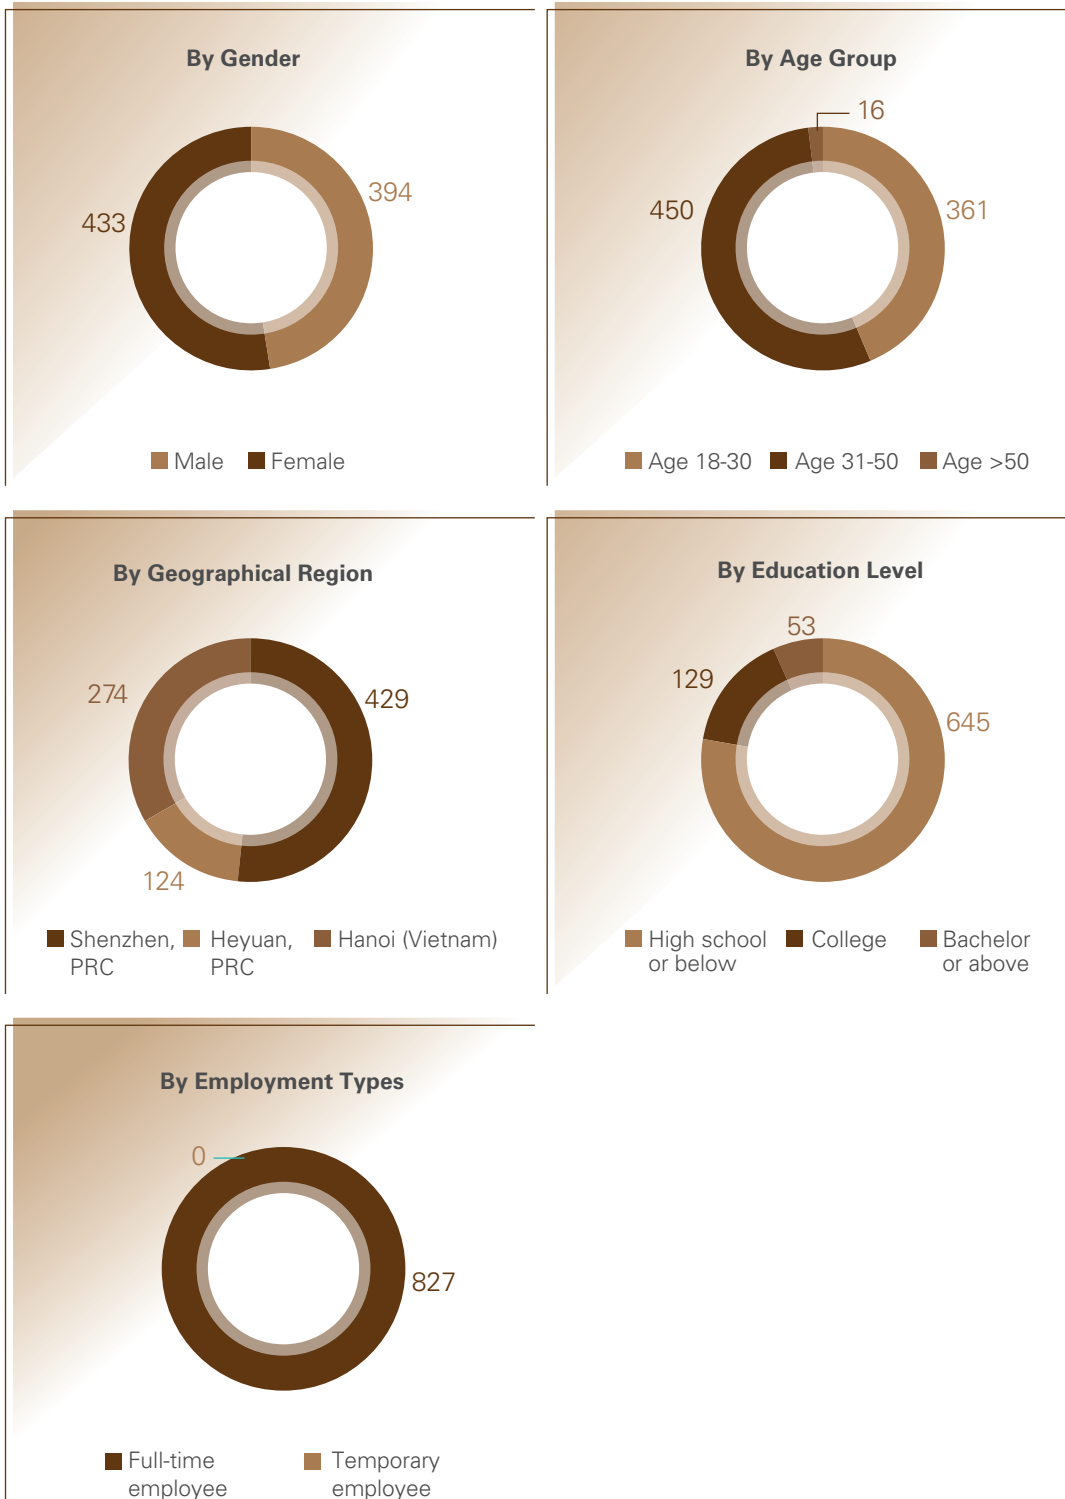 By Gender
394
433
Male Female
By Age Group
16
450
361
Age 18-30 Age 31-50 Age >50
By Geographical Region
274
429
124
Shenzhen, Heyuan, Hanoi (Vietnam)
PRC PRC
By Education Level
53
129
645
High school College Bachelor
or below or above
By Employment Types
0
827
Full-time Temporary
employee employee